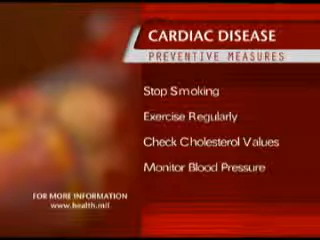 CARDIAC DISEASE
PREVENTIVE MEASURES
Stop Smoking
Exercise Regularly
Check Cholesterol Values
Monitor Blood Pressure
FOR MORE INFORMATION
www.health.mil